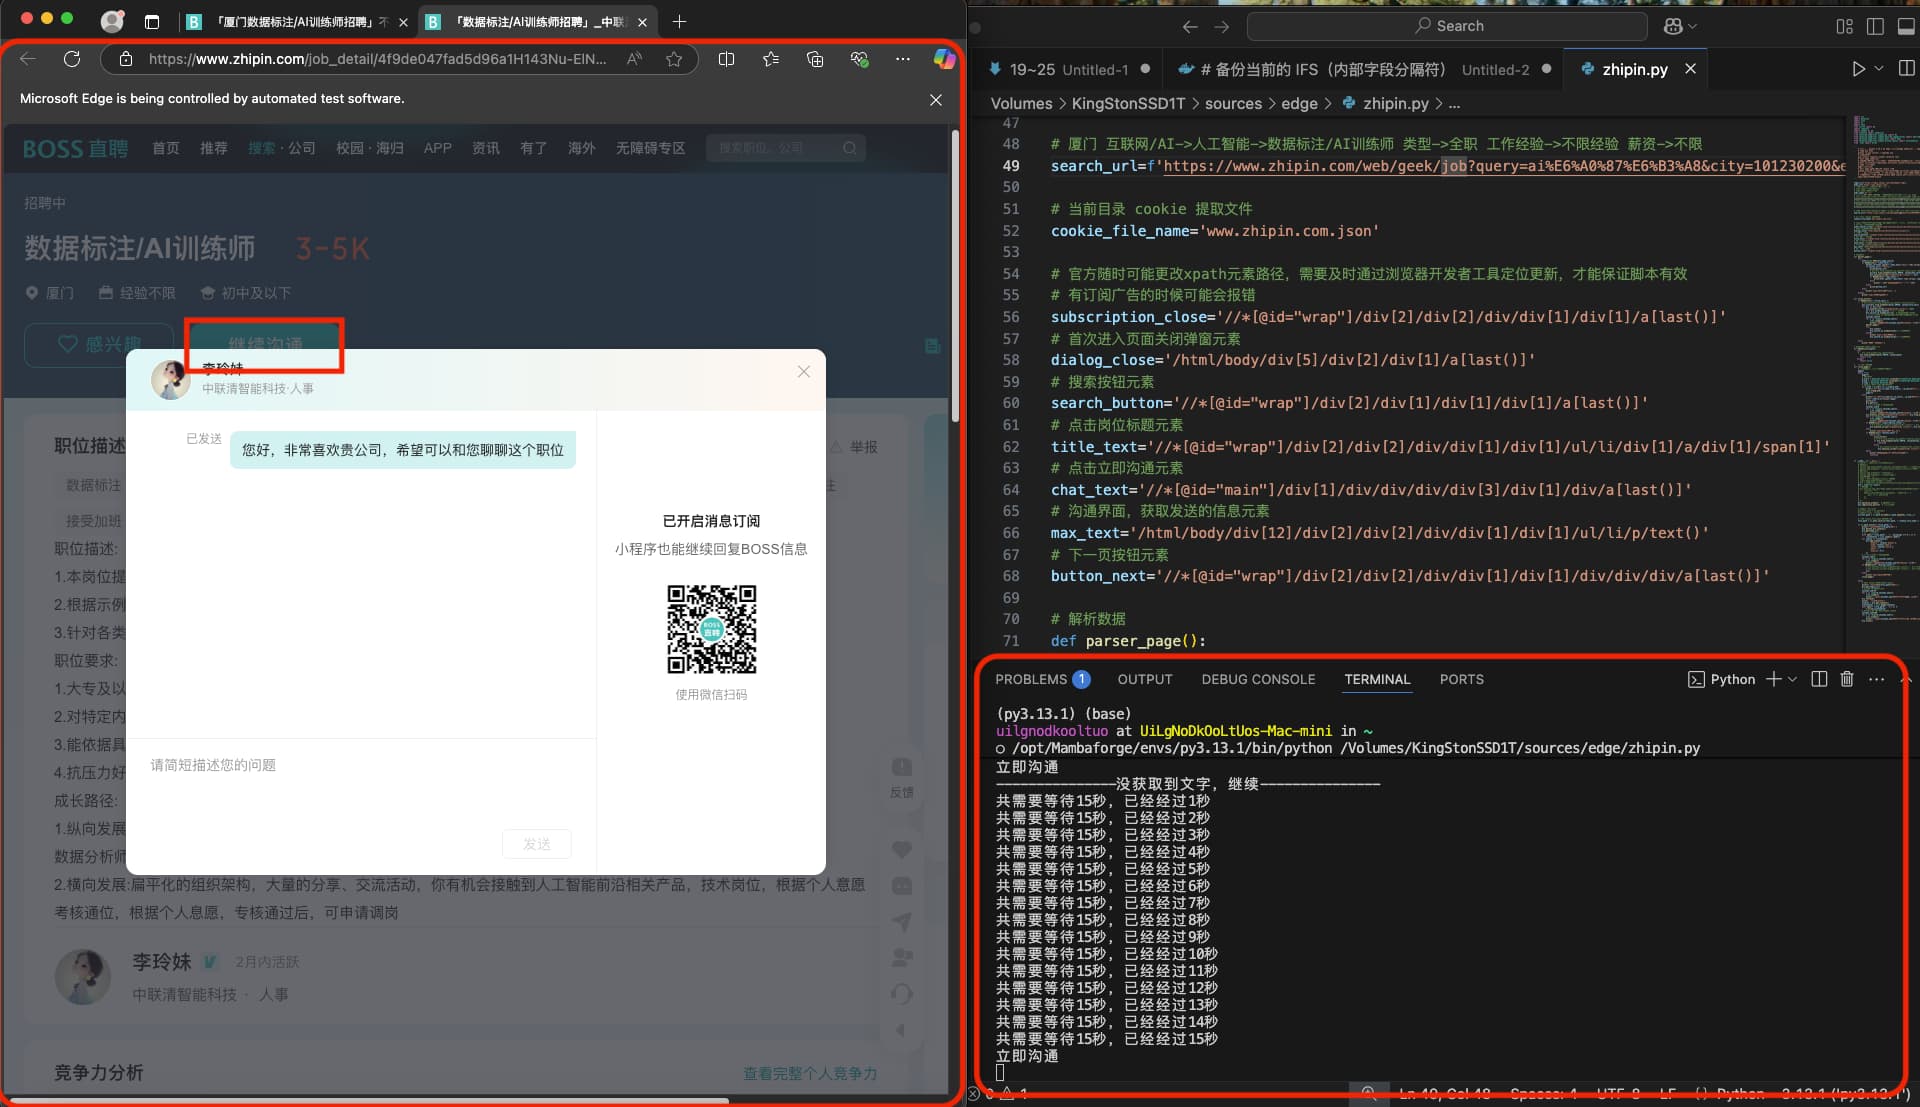 「厦门数据标注/AI训练师招聘」不
「数据标注/AI训练师招聘」_中联
https://www.zhipin.com/job_detail/4f9de047fad5d96a1H143Nu-ElN...
Microsoft Edge is being controlled by automated test software.
BOSS 直聘 首页 推荐 搜索 · 公司 校园 · 海归 APP 资讯 有了 海外 无障碍专区 搜索职位、公司
招聘中
数据标注/AI训练师 3-5K
厦门 经验不限 初中及以下
感兴趣 继续沟通
李玲妹
中联清智能科技·人事
已发送
您好，非常喜欢贵公司，希望可以和您聊聊这个职位
已开启消息订阅
小程序也能继续回复BOSS信息
BOSS
直聘
使用微信扫码
请简短描述您的问题
发送
职位描述 举报
数据标注 注
接受加班
职位描述:
1.本岗位提
2.根据示例
3.针对各类
职位要求:
1.大专及以
2.对特定内
3.能依据具
4.抗压力好
成长路径:
1.纵向发展
数据分析师
2.横向发展:扁平化的组织架构，大量的分享、交流活动，你有机会接触到人工智能前沿相关产品，技术岗位，根据个人意愿
考核通位，根据个人息愿，专核通过后，可申请调岗
反馈
李玲妹 2月内活跃
中联清智能科技 · 人事
竞争力分析 查看完整个人竞争力
Search
19~25 Untitled-1
# 备份当前的 IFS（内部字段分隔符） Untitled-2
zhipin.py
Volumes > KingStonSSD1T > sources > edge > zhipin.py > ...
47
48 # 厦门 互联网/AI->人工智能->数据标注/AI训练师 类型->全职 工作经验->不限经验 薪资->不限
49 search_url=f'https://www.zhipin.com/web/geek/job?query=ai%E6%A0%87%E6%B3%A8&city=101230200&e
50
51 # 当前目录 cookie 提取文件
52 cookie_file_name='www.zhipin.com.json'
53
54 # 官方随时可能更改xpath元素路径，需要及时通过浏览器开发者工具定位更新，才能保证脚本有效
55 # 有订阅广告的时候可能会报错
56 subscription_close='//*[@id="wrap"]/div[2]/div[2]/div/div[1]/div[1]/a[last()]'
57 # 首次进入页面关闭弹窗元素
58 dialog_close='/html/body/div[5]/div[2]/div[1]/a[last()]'
59 # 搜索按钮元素
60 search_button='//*[@id="wrap"]/div[2]/div[1]/div[1]/div[1]/a[last()]'
61 # 点击岗位标题元素
62 title_text='//*[@id="wrap"]/div[2]/div[2]/div/div[1]/div[1]/ul/li/div[1]/a/div[1]/span[1]'
63 # 点击立即沟通元素
64 chat_text='//*[@id="main"]/div[1]/div/div/div/div[3]/div[1]/div/a[last()]'
65 # 沟通界面，获取发送的信息元素
66 max_text='/html/body/div[12]/div[2]/div[2]/div[1]/div[2]/div[1]/ul/li/p/text()'
67 # 下一页按钮元素
68 button_next='//*[@id="wrap"]/div[2]/div[2]/div/div[1]/div[1]/div/div/div/a[last()]'
69
70 # 解析数据
71 def parser_page():
PROBLEMS 1 OUTPUT DEBUG CONSOLE TERMINAL PORTS Python
(py3.13.1) (base)
uilgnodkooltuo at UiLgNoDkOoLtUos-Mac-mini in ~
○ /opt/Mambaforge/envs/py3.13.1/bin/python /Volumes/KingStonSSD1T/sources/edge/zhipin.py
立即沟通
---------------没获取到文字，继续---------------
共需要等待15秒，已经经过1秒
共需要等待15秒，已经经过2秒
共需要等待15秒，已经经过3秒
共需要等待15秒，已经经过4秒
共需要等待15秒，已经经过5秒
共需要等待15秒，已经经过6秒
共需要等待15秒，已经经过7秒
共需要等待15秒，已经经过8秒
共需要等待15秒，已经经过9秒
共需要等待15秒，已经经过10秒
共需要等待15秒，已经经过11秒
共需要等待15秒，已经经过12秒
共需要等待15秒，已经经过13秒
共需要等待15秒，已经经过14秒
共需要等待15秒，已经经过15秒
立即沟通
0 1 Ln 49, Col 48 Spaces: 4 UTF-8 LF Python 3.13.1 ('py3.13.1')